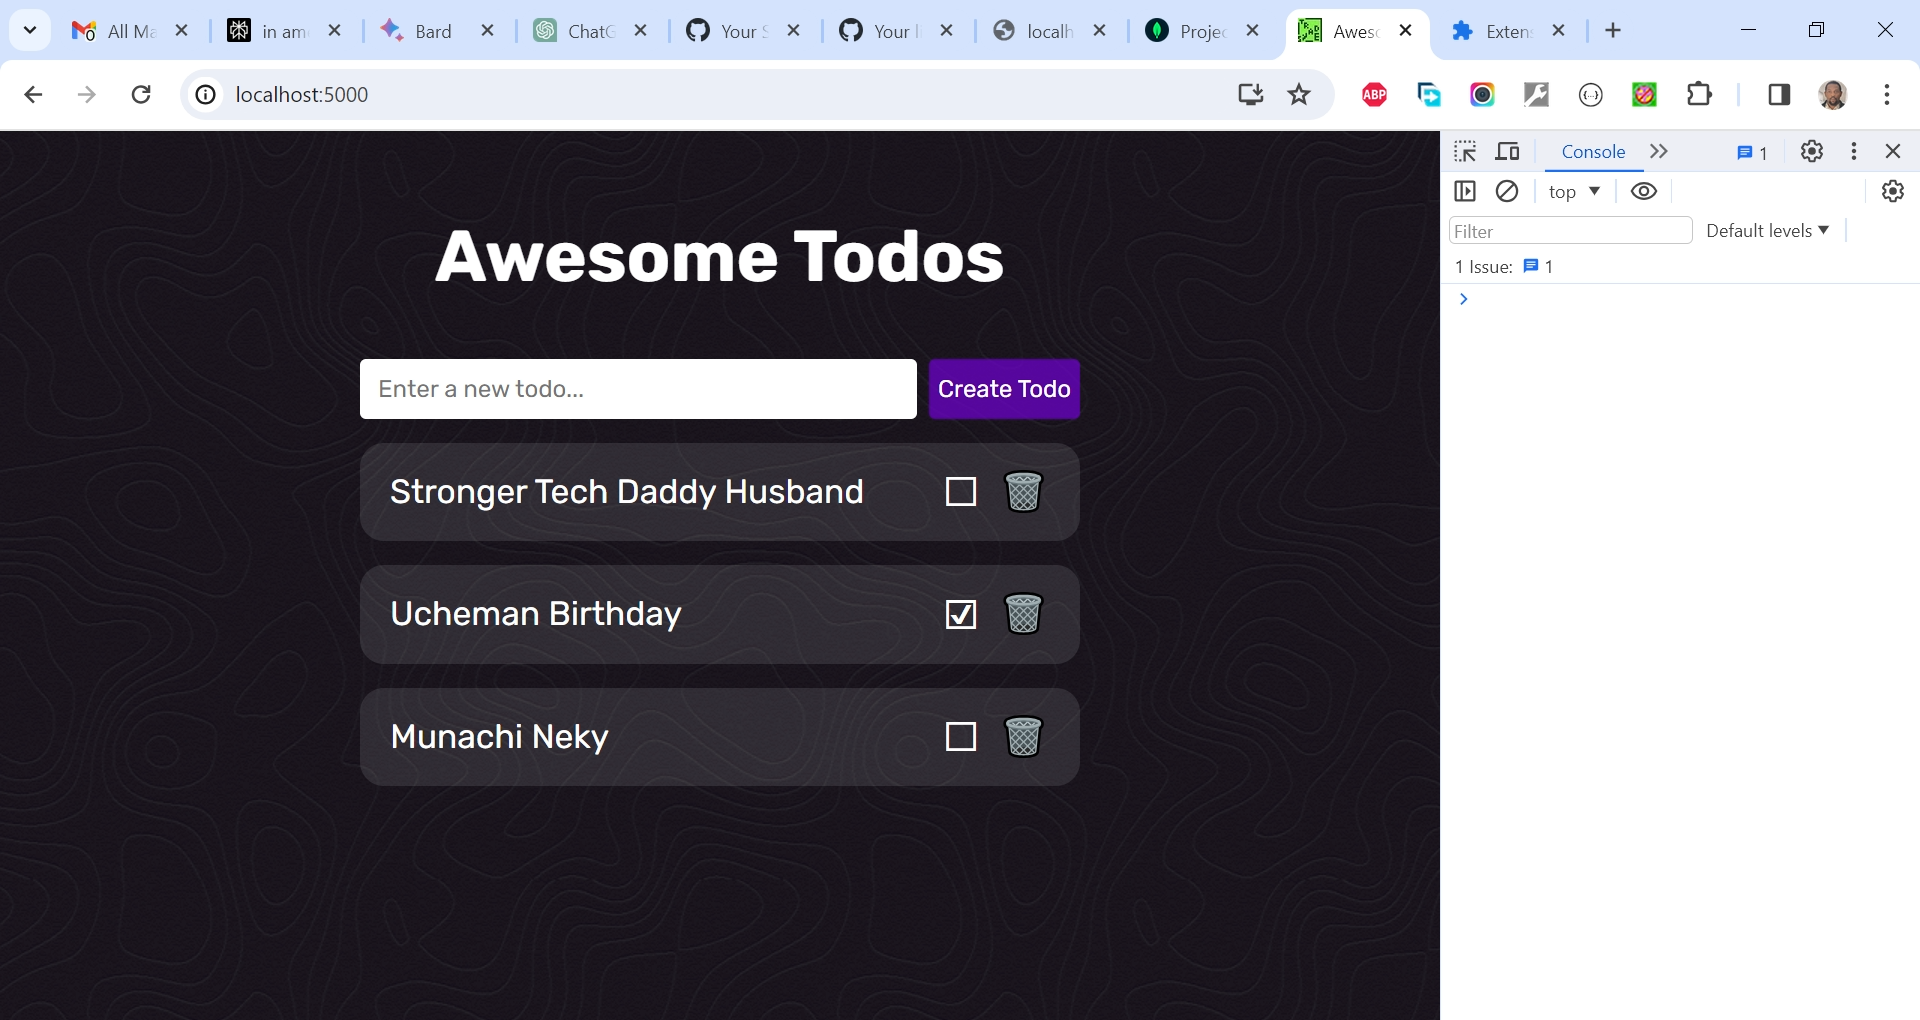 All Ma
in am
Bard
ChatG
Your S
Your li
localh
Projec
Aweso
Extens
localhost:5000
ABP
Console
1
top
Filter
Default levels
1 Issue: 1
Awesome Todos
Enter a new todo...
Create Todo
Stronger Tech Daddy Husband
Ucheman Birthday
Munachi Neky